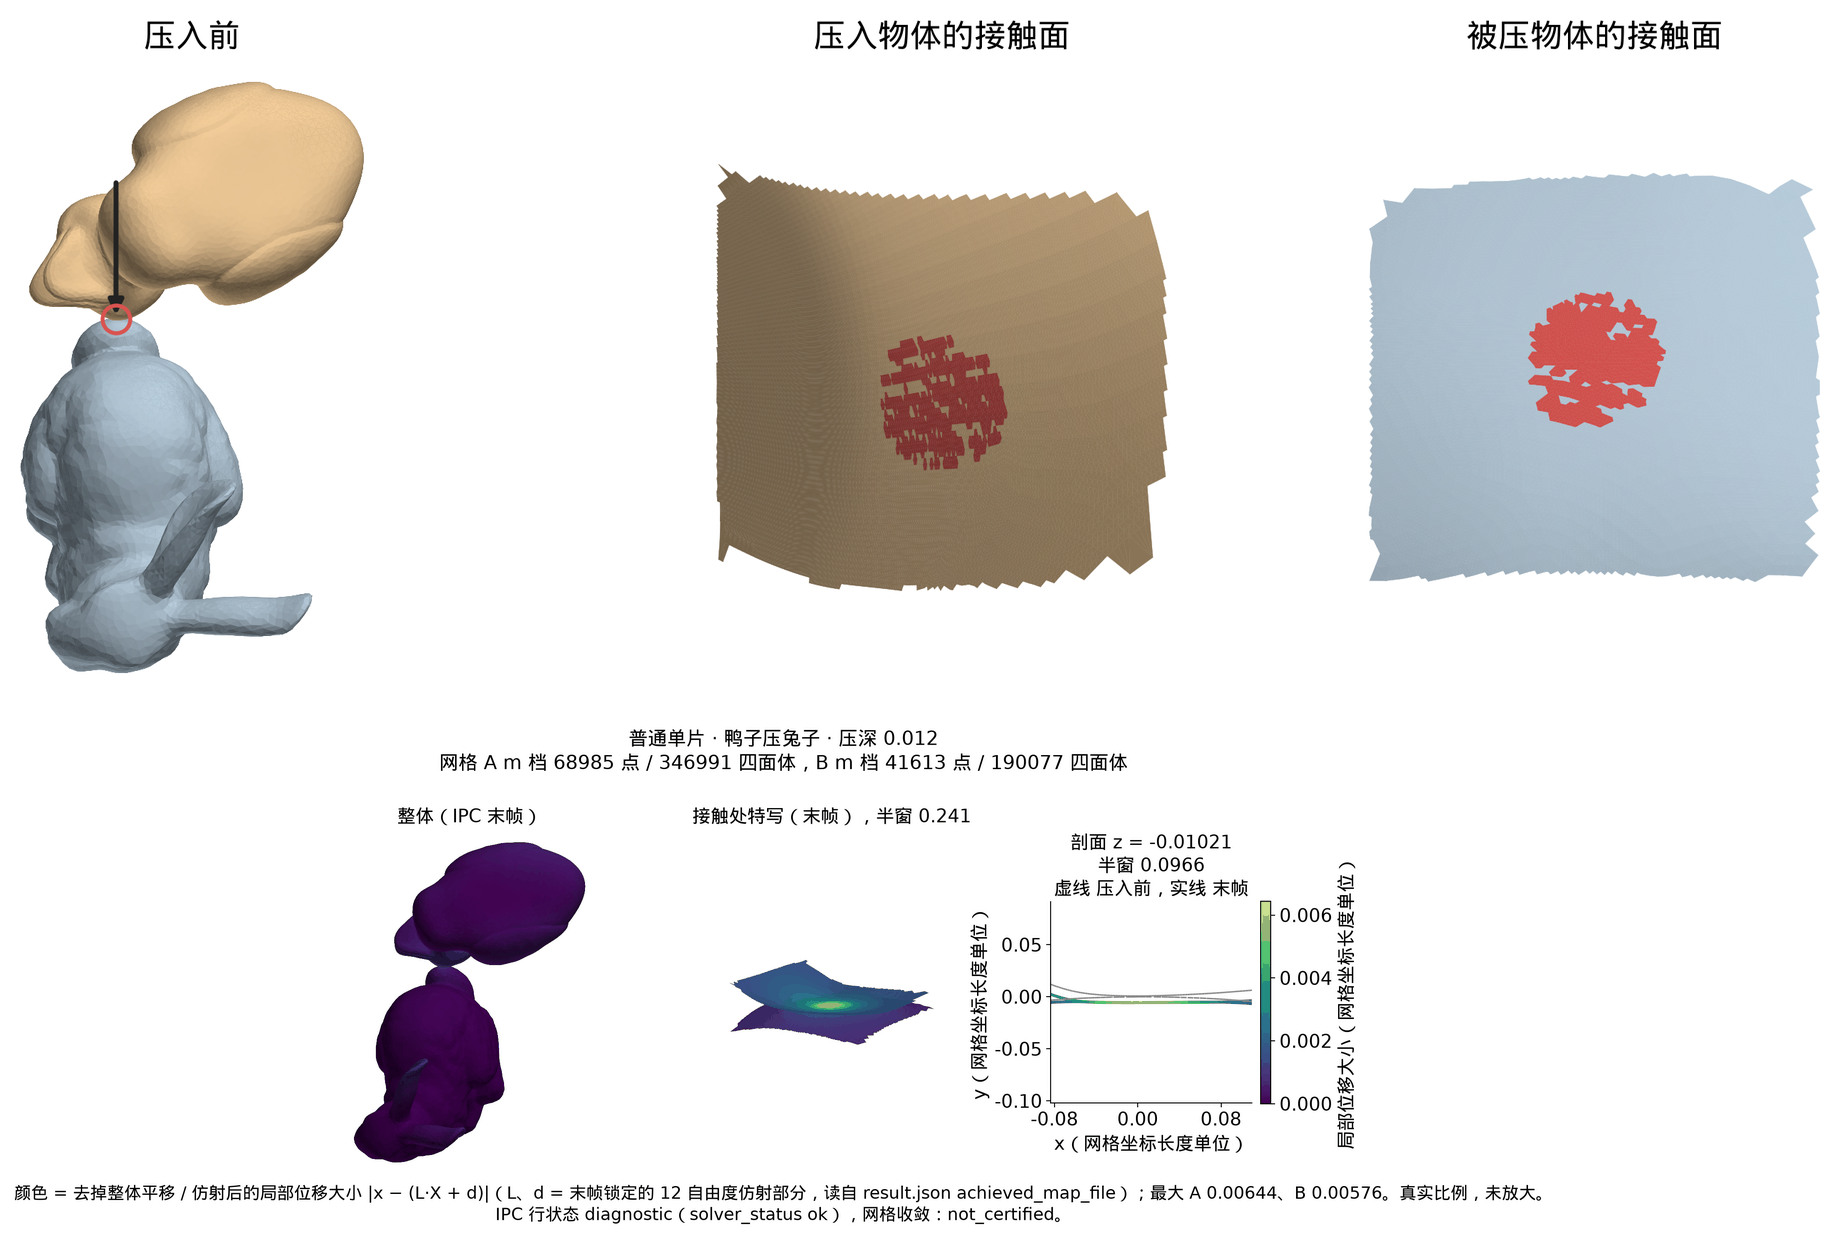 压入前
压入物体的接触面
被压物体的接触面
普通单片 · 鸭子压兔子 · 压深 0.012
网格 A m 档 68985 点 / 346991 四面体，B m 档 41613 点 / 190077 四面体
整体（IPC 末帧）
接触处特写（末帧），半窗 0.241
剖面 z = -0.01021
半窗 0.0966
虚线 压入前，实线 末帧
y（网格坐标长度单位）
0.05
0.00
-0.05
-0.10
-0.08
0.00
0.08
x（网格坐标长度单位）
0.006
0.004
0.002
0.000
局部位移大小（网格坐标长度单位）
颜色 = 去掉整体平移 / 仿射后的局部位移大小 |x − (L·X + d)|（L、d = 末帧锁定的 12 自由度仿射部分，读自 result.json achieved_map_file）；最大 A 0.00644、B 0.00576。真实比例，未放大。
IPC 行状态 diagnostic（solver_status ok），网格收敛：not_certified。